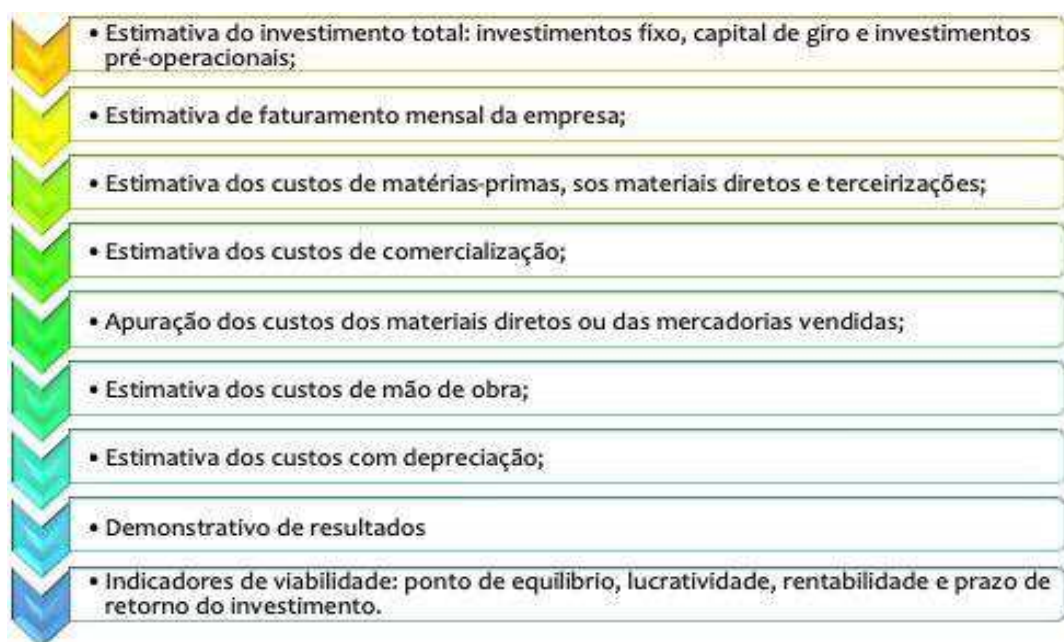 • Estimativa do investimento total: investimentos fixo, capital de giro e investimentos
pré-operacionais;
• Estimativa de faturamento mensal da empresa;
• Estimativa dos custos de matérias-primas, sos materiais diretos e terceirizações;
• Estimativa dos custos de comercialização;
• Apuração dos custos dos materiais diretos ou das mercadorias vendidas;
• Estimativa dos custos de mão de obra;
• Estimativa dos custos com depreciação;
• Demonstrativo de resultados
• Indicadores de viabilidade: ponto de equilibrio, lucratividade, rentabilidade e prazo de
retorno do investimento.